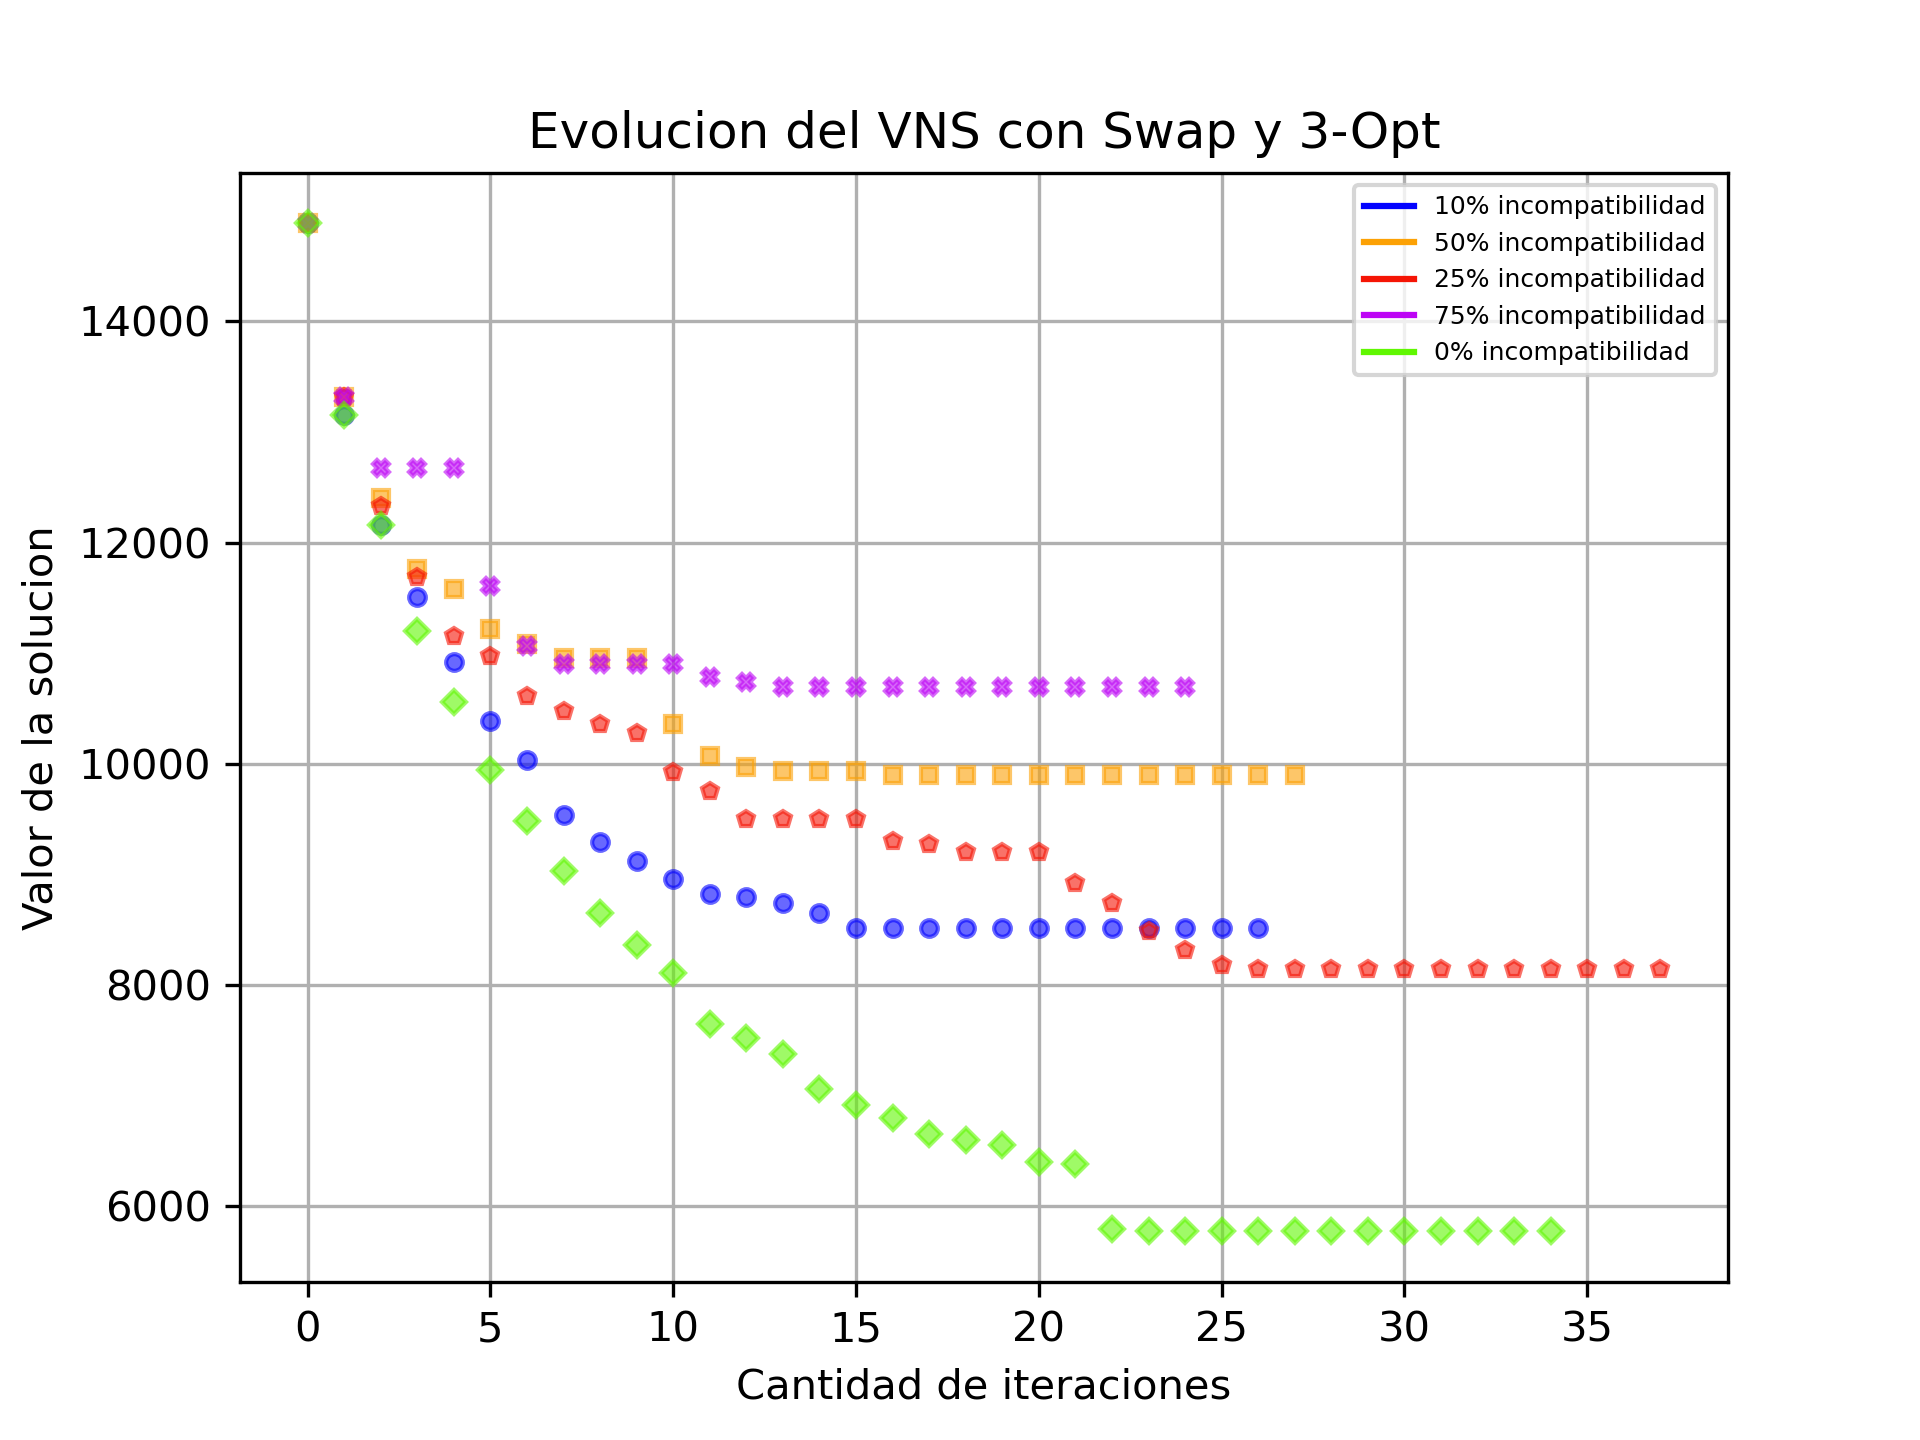 Evolucion del VNS con Swap y 3-Opt
10% incompatibilidad
50% incompatibilidad
25% incompatibilidad
75% incompatibilidad
0% incompatibilidad
Valor de la solucion
14000
12000
10000
8000
6000
0 5 10 15 20 25 30 35
Cantidad de iteraciones